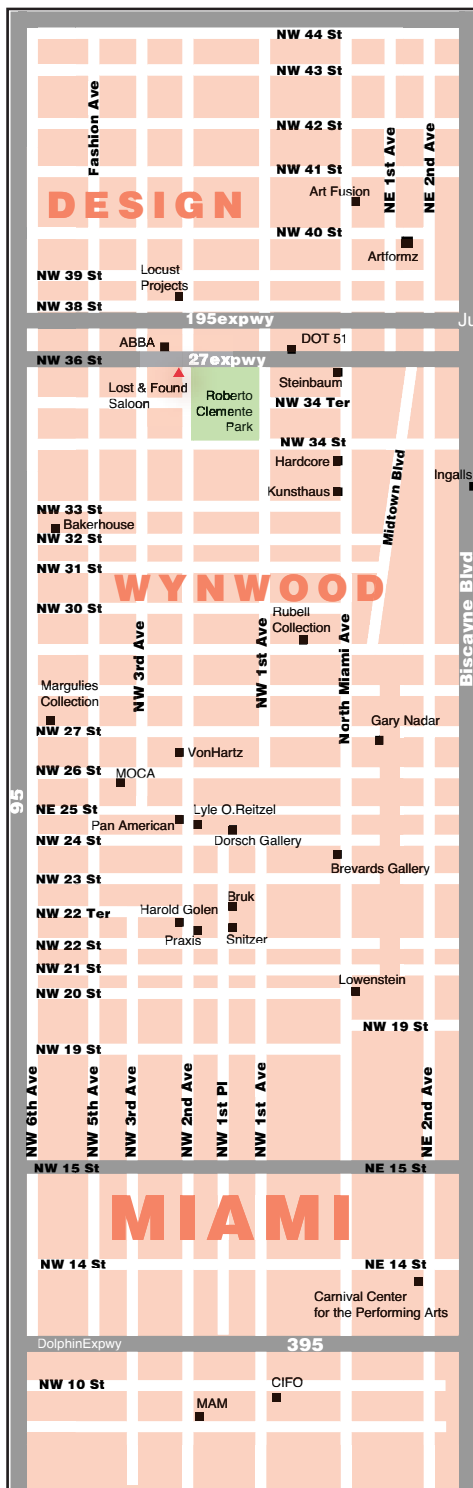 NW 44 St
NW 43 St
Fashion Ave
NW 42 St
NE 1st Ave
NE 2nd Ave
NW 41 St
Art Fusion
DESIGN
NW 40 St
Artformz
NW 39 St
Locust
Projects
NW 38 St
195expwy
Ju
ABBA
DOT 51
NW 36 St
27expwy
Lost & Found
Saloon
Steinbaum
Roberto
Clemente
Park
NW 34 Ter
NW 34 St
Hardcore
Ingalls
Kunsthaus
Midtown Blvd
NW 33 St
Bakerhouse
NW 32 St
Biscayne Blvd
NW 31 St
WYNWOOD
NW 30 St
Rubell
Collection
NW 3rd Ave
NW 1st Ave
North Miami Ave
Margulies
Collection
Gary Nadar
NW 27 St
VonHartz
NW 26 St
MOCA
95
NE 25 St
Lyle O.Reitzel
Pan American
NW 24 St
Dorsch Gallery
Brevards Gallery
NW 23 St
Bruk
NW 22 Ter
Harold Golen
Praxis
Snitzer
NW 22 St
NW 21 St
Lowenstein
NW 20 St
NW 19 St
NW 19 St
NW 6th Ave
NW 5th Ave
NW 3rd Ave
NW 2nd Ave
NW 1st Pl
NW 1st Ave
NE 2nd Ave
NW 15 St
NE 15 St
MIAMI
NW 14 St
NE 14 St
Carnival Center
for the Performing Arts
DolphinExpwy
395
NW 10 St
CIFO
MAM